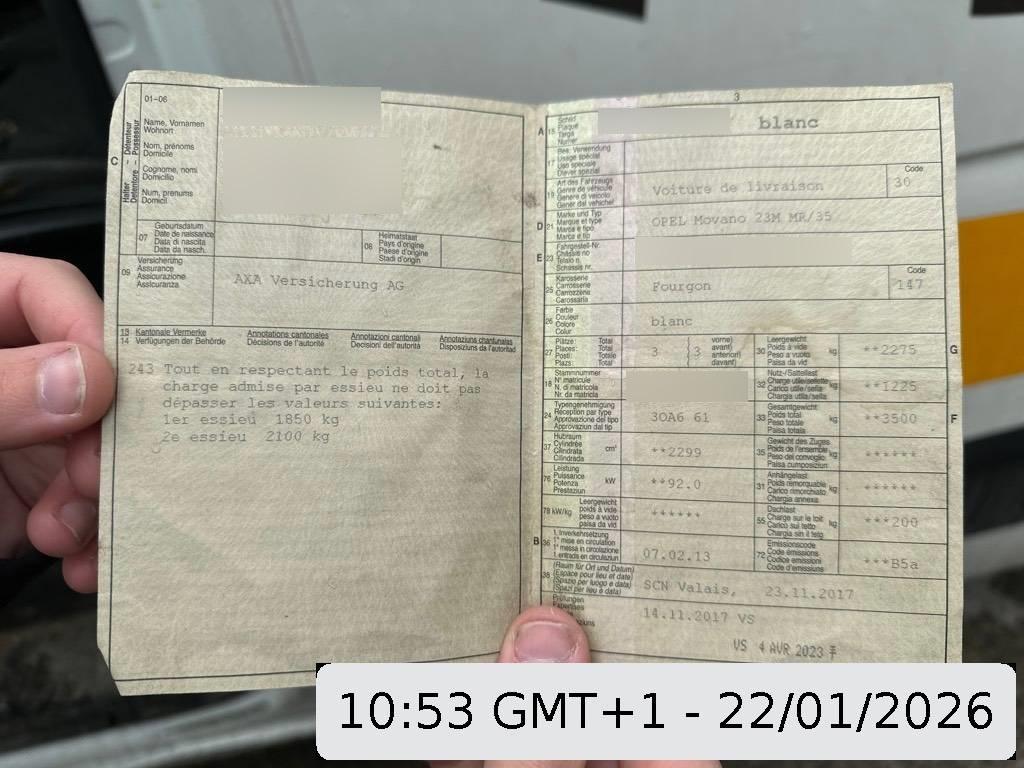 01-06
Name, Vornamen
Wohnort
Nom, prénoms
Domicile
Cognome, nomi
Domicilio
Num, prenums
Domicil
C
Halter – Détenteur
Detentore – Possessur
07
Geburtsdatum
Date de naissance
Data di nascita
Data da nasch.
08
Heimatstaat
Pays d'origine
Paese d'origine
Stadi d'origin
09
Versicherung
Assurance
Assicurazione
Assicuranza
AXA Versicherung AG
13 Kantonale Vermerke
14 Verfügungen der Behörde
Annotations cantonales
Décisions de l'autorité
Annotazioni cantonali
Decisioni dell'autorità
Annotaziuns chantunalas
Disposiziuns da l'autoritad
243 Tout en respectant le poids total, la
charge admise par essieu ne doit pas
dépasser les valeurs suivantes:
1er essieu 1850 kg
2e essieu 2100 kg
3
A 15
Schild
Plaque
Targa
Numer
blanc
17
Bes. Verwendung
Usage spécial
Uso speciale
Diever spezial
19
Art des Fahrzeugs
Genre de véhicule
Genere di veicolo
Gener dal vehichel
Voiture de livraison
Code
30
D 21
Marke und Typ
Marque et type
Marca e tipo
Marca e tip
OPEL Movano 23M MR/35
E 23
Fahrgestell-Nr.
Châssis no
Telaio n.
Schassis nr.
25
Karosserie
Carrosserie
Carrozzeria
Carossaria
Fourgon
Code
147
26
Farbe
Couleur
Colore
Colur
blanc
27
Plätze: Total
Places: Total
Posti: Totale
Plazs: Total
3 (3
vorne)
avant)
anteriori)
davant)
30
Leergewicht
Poids à vide
Peso a vuoto
Paisa da vid
kg
**2275
G
18
Stammnummer
N° matricule
N. di matricola
Nr. da matricla
32
Nutz-/Sattellast
Charge utile/sellette
Carico utile/sella
Chargia utila/sella
kg
**1225
24
Typengenehmigung
Réception par type
Approvazione del tipo
Approvaziun dal tip
3OA6 61
33
Gesamtgewicht
Poids total
Peso totale
Paisa totala
kg
**3500
F
37
Hubraum
Cylindrée
Cilindrata
Cilindrada
cm³
**2299
35
Gewicht des Zuges
Poids de l'ensemble
Peso del convoglio
Paisa cumposiziun
kg
******
76
Leistung
Puissance
Potenza
Prestaziun
kW
**92.0
31
Anhängelast
Poids remorquable
Carico rimorchiato
Chargia annexa
kg
******
78 kW/kg
Leergewicht
poids à vide
peso a vuoto
paisa da vid
******
55
Dachlast
Charge sur le toit
Carico sul tetto
Chargia sin il tetg
kg
***200
B 36
1. Inverkehrsetzung
1re mise en circulation
1a messa in circolazione
1. entrada en circulaziun
07.02.13
72
Emissionscode
Code émissions
Codice emissioni
Code d'emissiuns
***B5a
38
(Raum für Ort und Datum)
(Espace pour lieu et date)
(Spazio per luogo e data)
(Spazi per lieu e data)
SCN Valais, 23.11.2017
Prüfungen
Expertises
14.11.2017 VS
VS 4 AVR 2023
10:53 GMT+1 - 22/01/2026